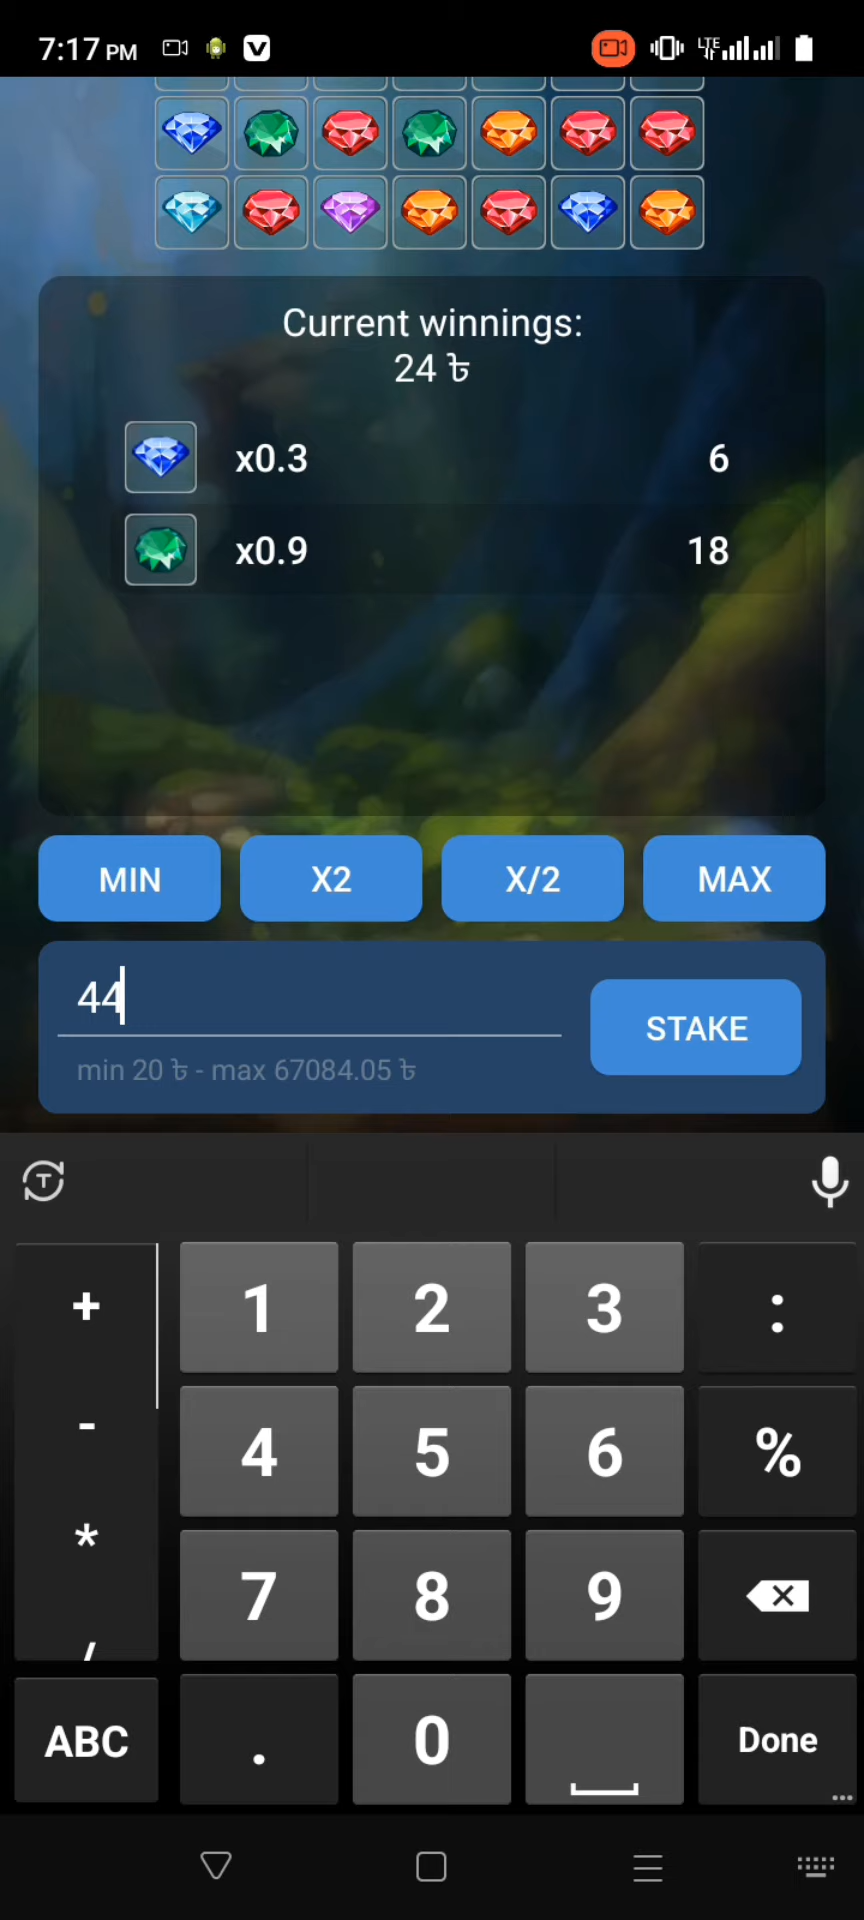 7:17 PM
LTE
Current winnings:
24 ৳
x0.3 6
x0.9 18
MIN X2 X/2 MAX
44
STAKE
min 20 ৳ - max 67084.05 ৳
+ 1 2 3 :
- 4 5 6 %
* 7 8 9
/
ABC . 0 Done